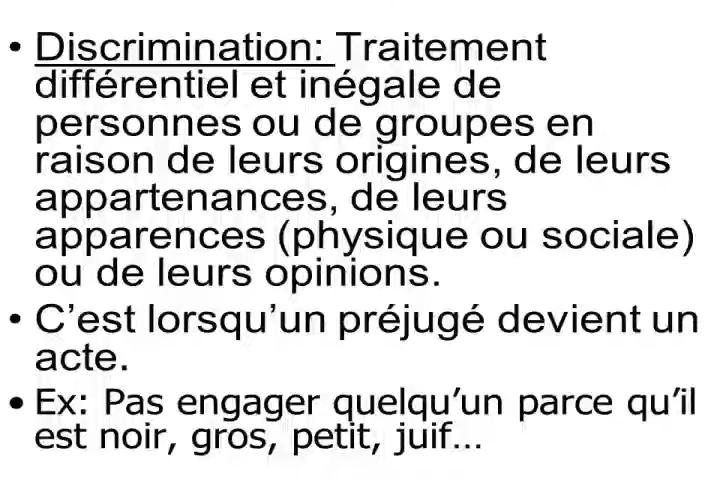 • Discrimination: Traitement
différentiel et inégale de
personnes ou de groupes en
raison de leurs origines, de leurs
appartenances, de leurs
apparences (physique ou sociale)
ou de leurs opinions.
• C’est lorsqu’un préjugé devient un
acte.
• Ex: Pas engager quelqu’un parce qu’il
est noir, gros, petit, juif…